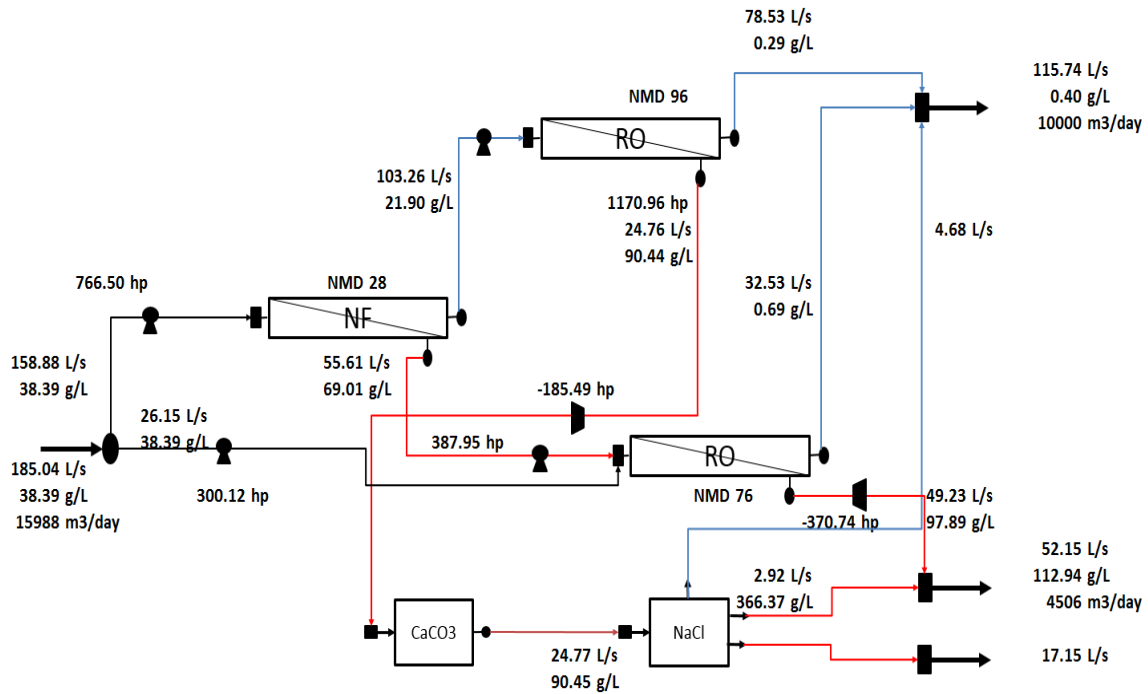 78.53 L/s
0.29 g/L
115.74 L/s
0.40 g/L
10000 m3/day
NMD 96
RO
103.26 L/s
21.90 g/L
1170.96 hp
24.76 L/s
90.44 g/L
4.68 L/s
766.50 hp
NMD 28
NF
32.53 L/s
0.69 g/L
158.88 L/s
38.39 g/L
55.61 L/s
69.01 g/L
-185.49 hp
26.15 L/s
38.39 g/L
387.95 hp
RO
185.04 L/s
38.39 g/L
15988 m3/day
300.12 hp
NMD 76
-370.74 hp
49.23 L/s
97.89 g/L
52.15 L/s
112.94 g/L
4506 m3/day
2.92 L/s
366.37 g/L
CaCO3
NaCl
24.77 L/s
90.45 g/L
17.15 L/s